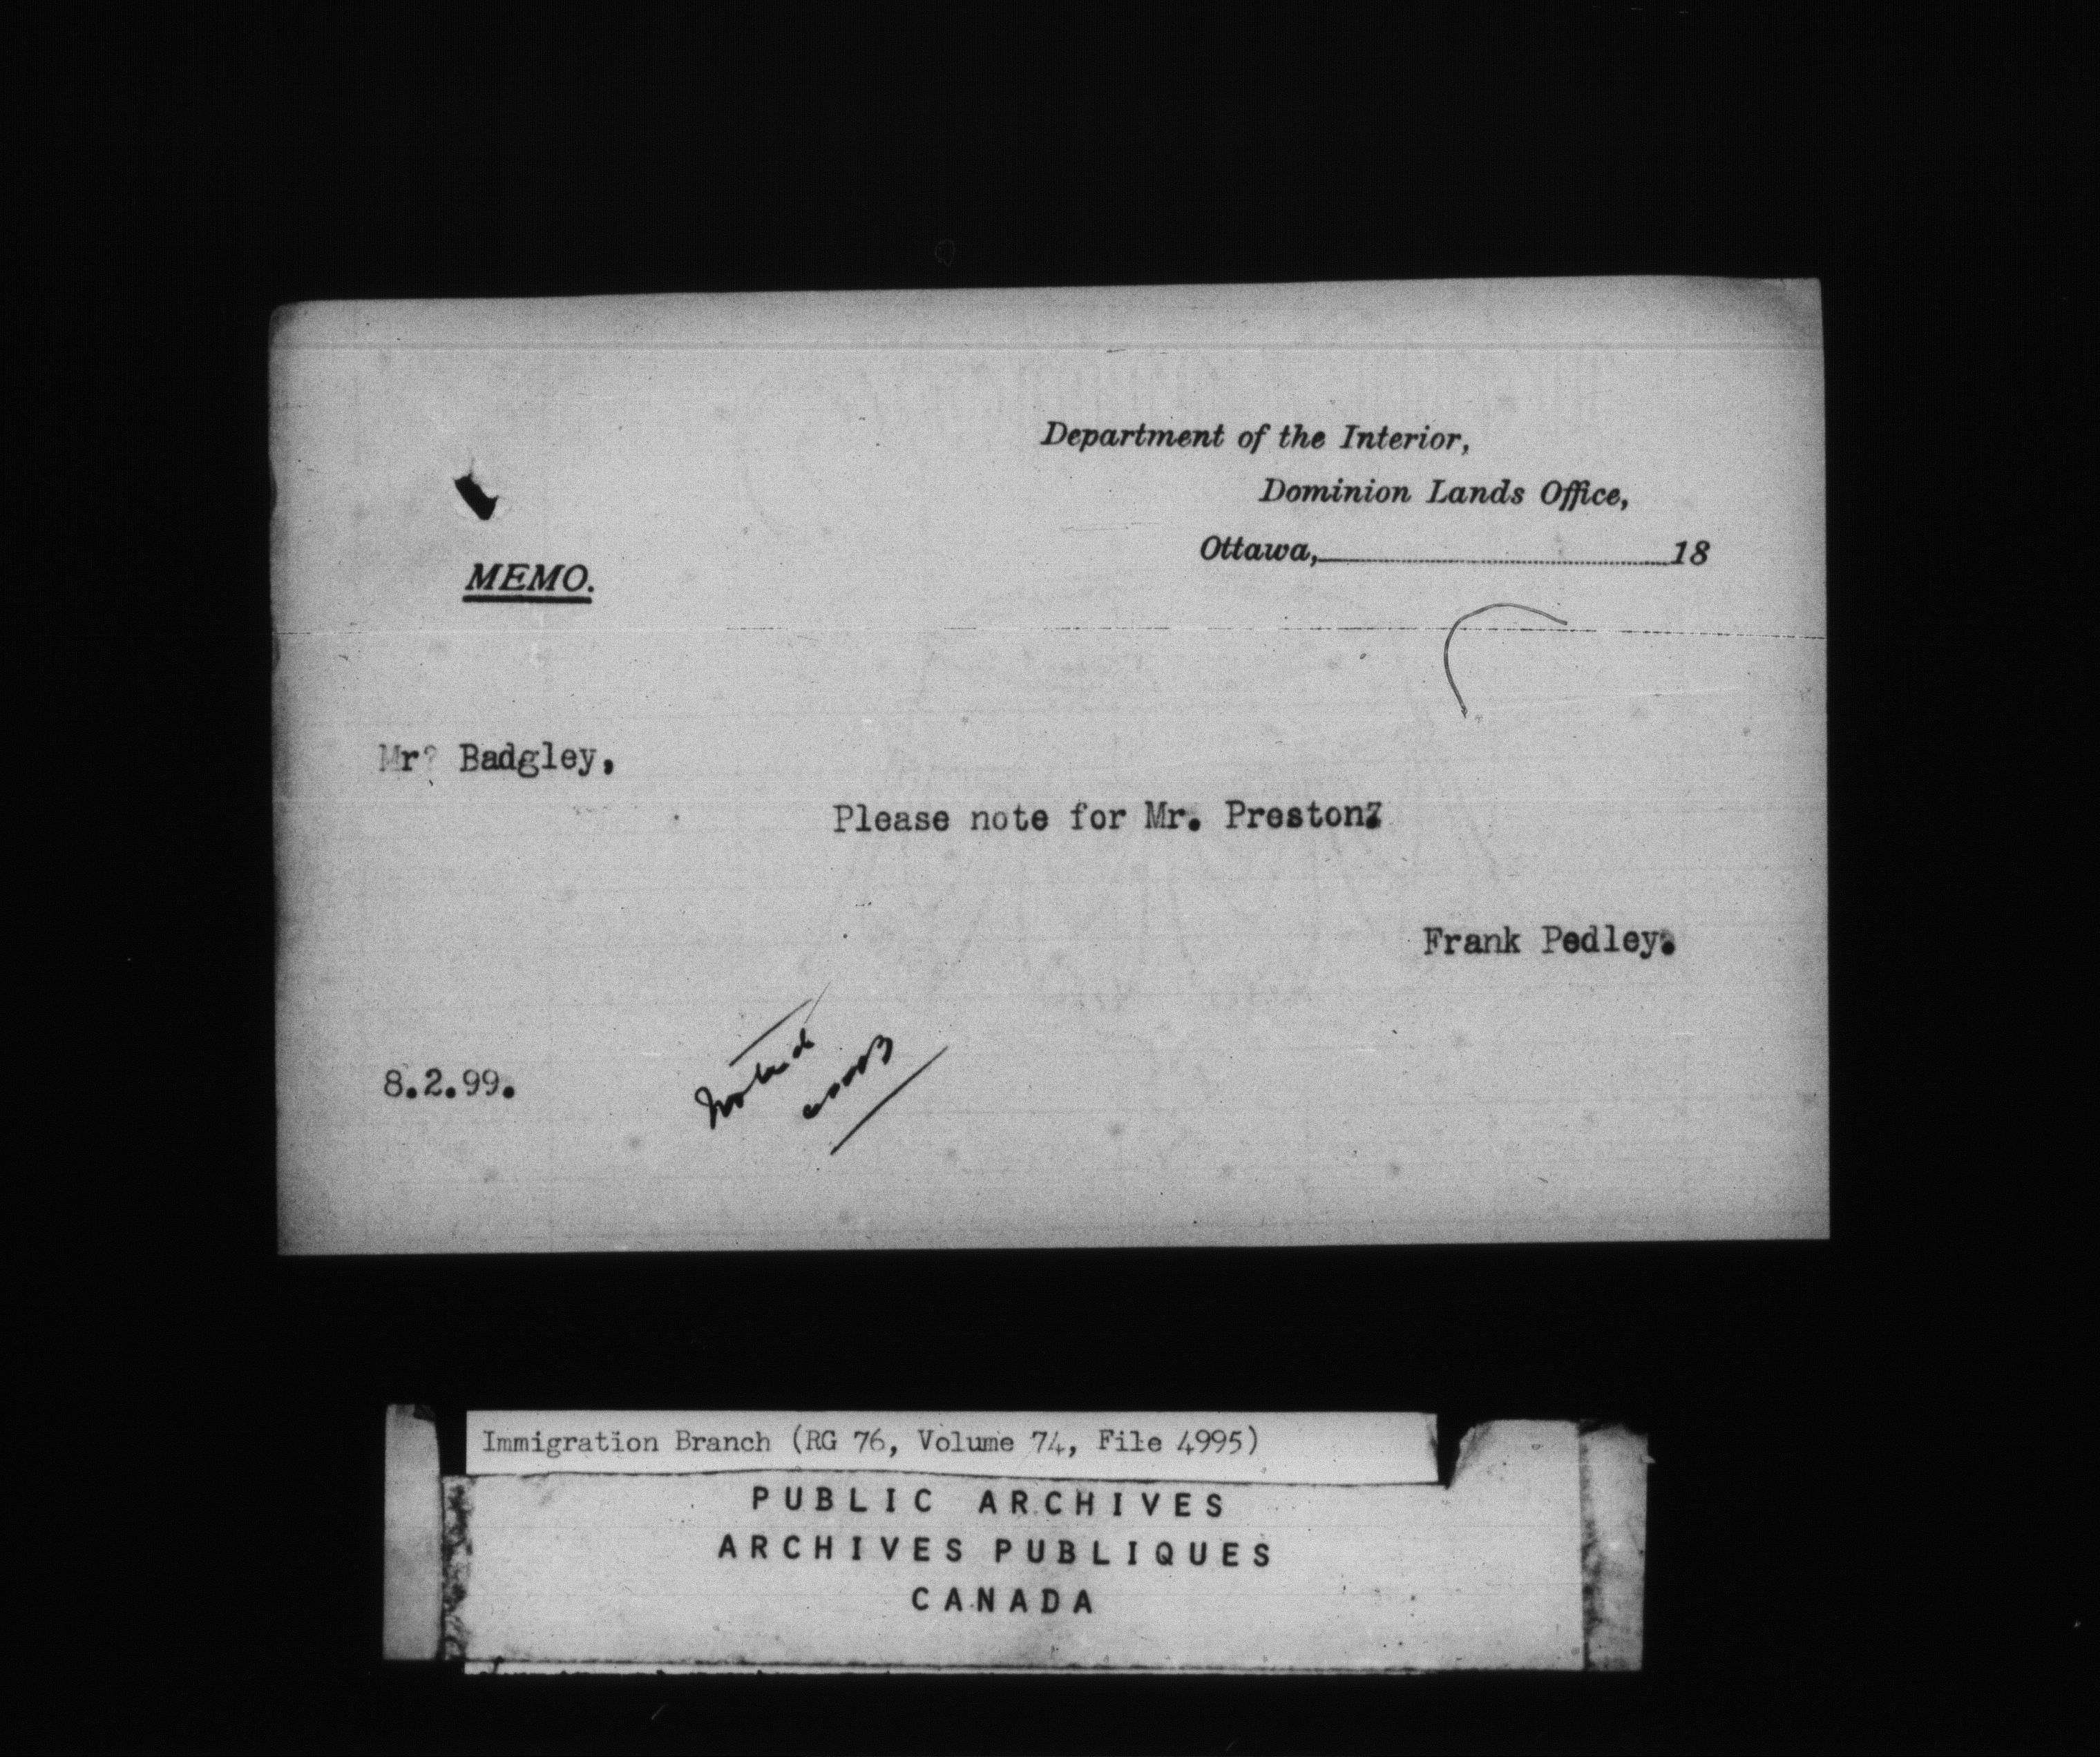 Department of the Interior,
Dominion Lands Office,
Ottawa, 18
MEMO.
Mr? Badgley,
Please note for Mr. Preston.
Frank Pedley.
8.2.99.
Noted
Immigration Branch (RG 76, Volume 74, File 4995)
PUBLIC ARCHIVES
ARCHIVES PUBLIQUES
CANADA